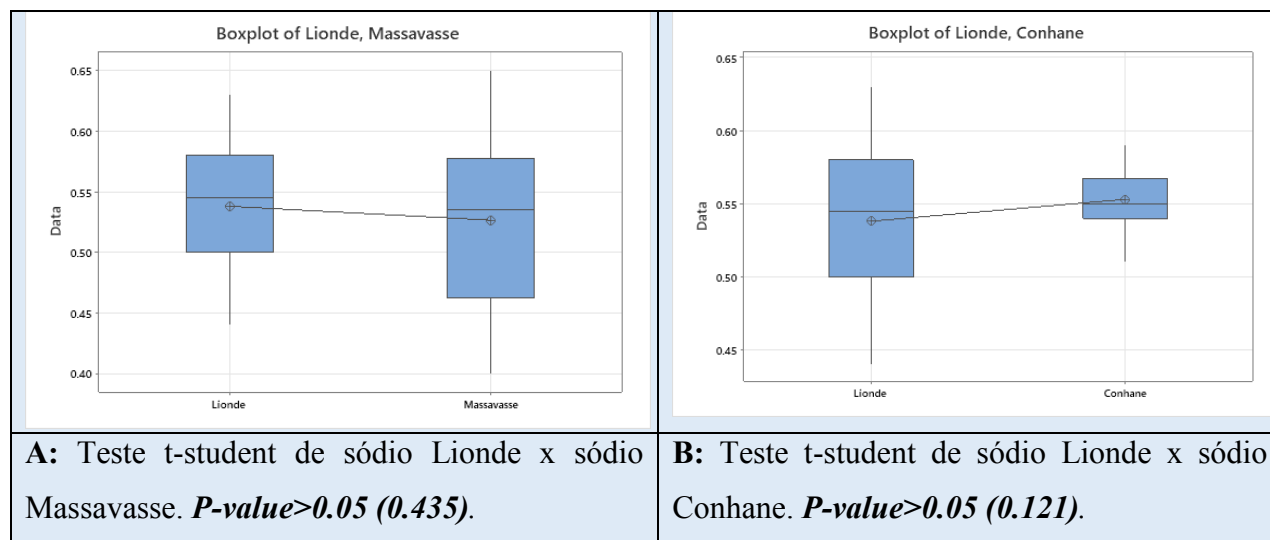 Boxplot of Lionde, Massavasse
0.65
0.60
0.55
0.50
0.45
0.40
Data
Lionde
Massavasse
A: Teste t-student de sódio Lionde x sódio
Massavasse. P-value>0.05 (0.435).
Boxplot of Lionde, Conhane
0.65
0.60
0.55
0.50
0.45
Data
Lionde
Conhane
B: Teste t-student de sódio Lionde x sódio
Conhane. P-value>0.05 (0.121).